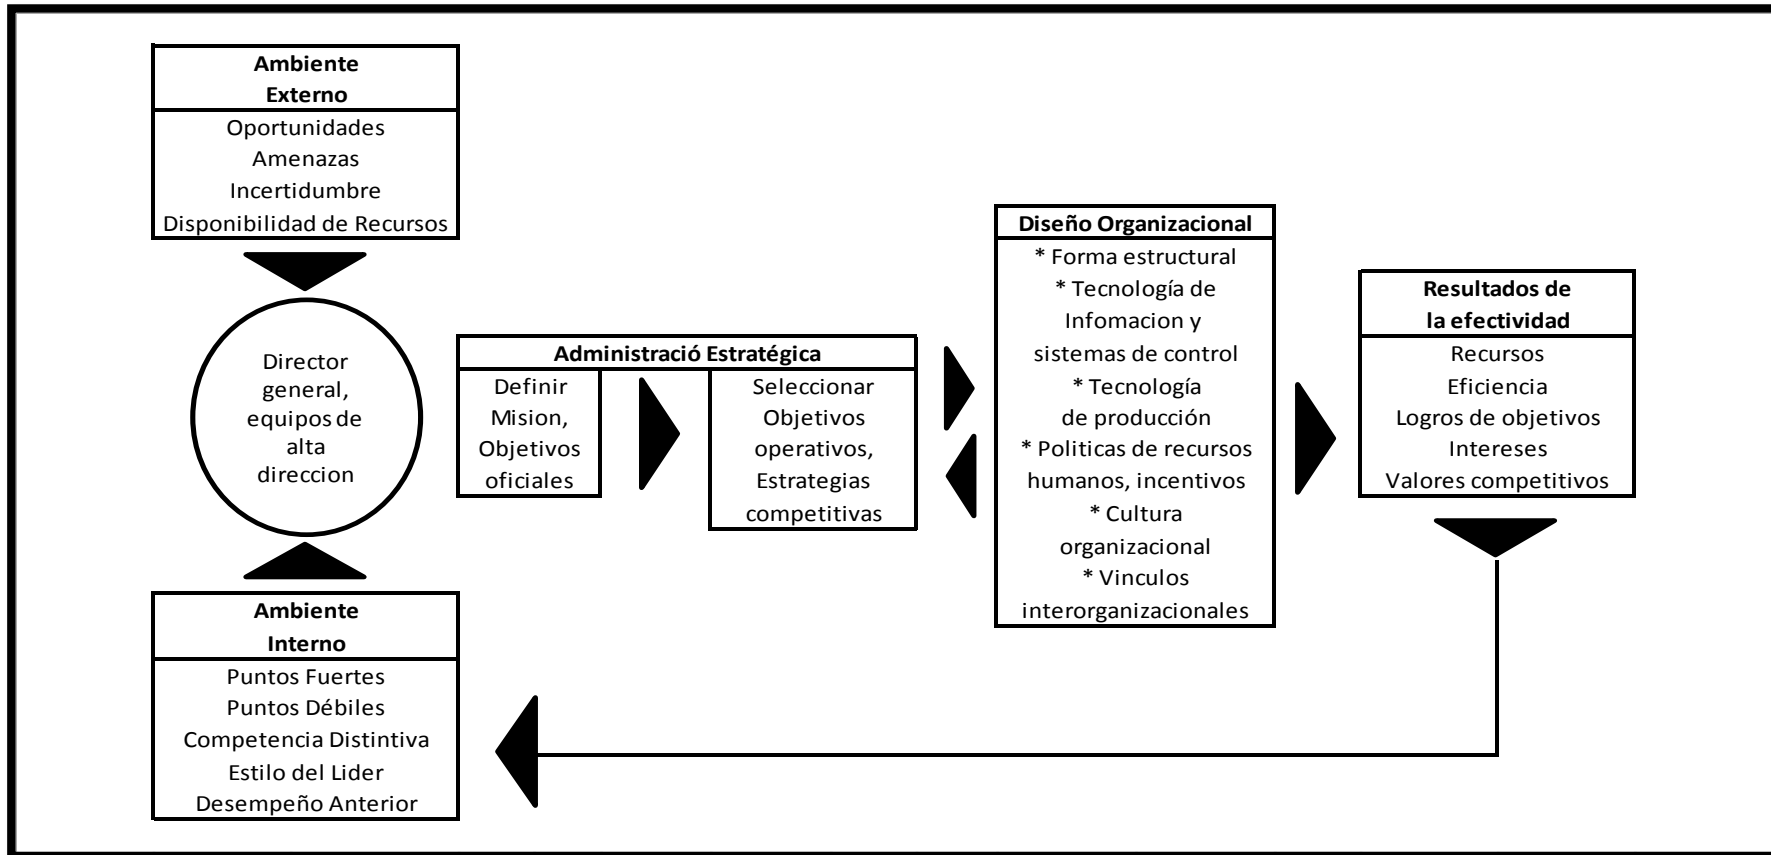 Ambiente
Externo
Oportunidades
Amenazas
Incertidumbre
Disponibilidad de Recursos
Director
general,
equipos de
alta
direccion
Ambiente
Interno
Puntos Fuertes
Puntos Débiles
Competencia Distintiva
Estilo del Lider
Desempeño Anterior
Administració Estratégica
Definir
Mision,
Objetivos
oficiales
Seleccionar
Objetivos
operativos,
Estrategias
competitivas
Diseño Organizacional
* Forma estructural
* Tecnología de
Infomacion y
sistemas de control
* Tecnología
de producción
* Politicas de recursos
humanos, incentivos
* Cultura
organizacional
* Vinculos
interorganizacionales
Resultados de
la efectividad
Recursos
Eficiencia
Logros de objetivos
Intereses
Valores competitivos